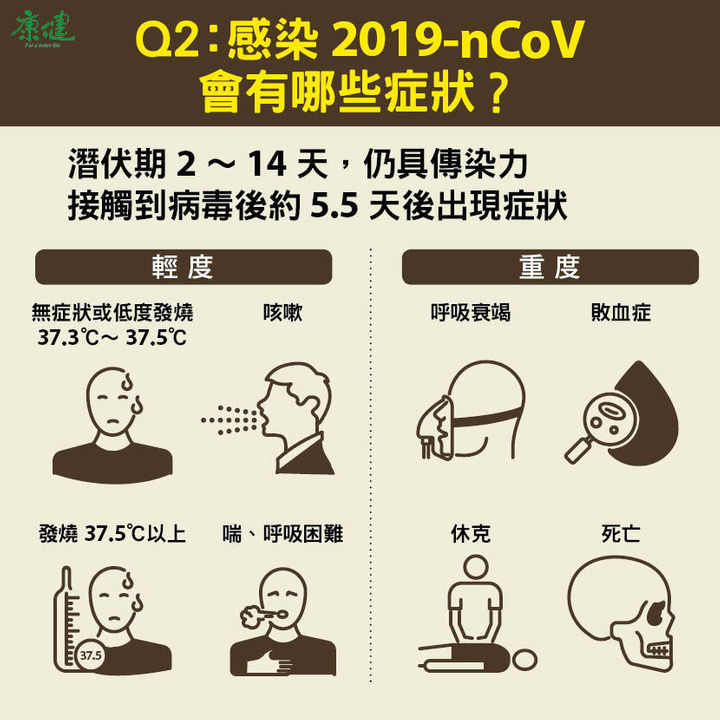 康健
For a better life
Q2:感染 2019-nCoV
會有哪些症狀?
潛伏期 2 ～ 14 天，仍具傳染力
接觸到病毒後約 5.5 天後出現症狀
輕度
無症狀或低度發燒
37.3℃～ 37.5℃
咳嗽
發燒 37.5℃以上
喘、呼吸困難
37.5
重度
呼吸衰竭
敗血症
休克
死亡